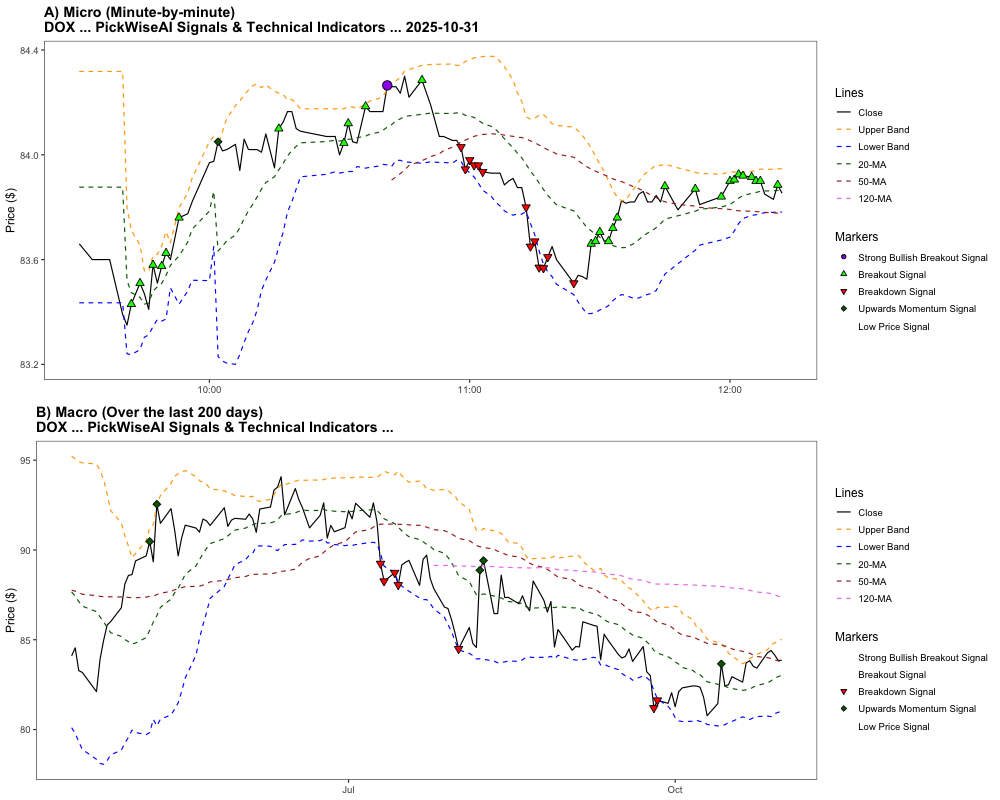 A) Micro (Minute-by-minute)
DOX ... PickWiseAI Signals & Technical Indicators ... 2025-10-31
84.4
84.0
83.6
83.2
Price ($)
10:00
11:00
12:00
Lines
Close
Upper Band
Lower Band
20-MA
50-MA
120-MA
Markers
Strong Bullish Breakout Signal
Breakout Signal
Breakdown Signal
Upwards Momentum Signal
Low Price Signal
B) Macro (Over the last 200 days)
DOX ... PickWiseAI Signals & Technical Indicators ...
95
90
85
80
Price ($)
Jul
Oct
Lines
Close
Upper Band
Lower Band
20-MA
50-MA
120-MA
Markers
Strong Bullish Breakout Signal
Breakout Signal
Breakdown Signal
Upwards Momentum Signal
Low Price Signal